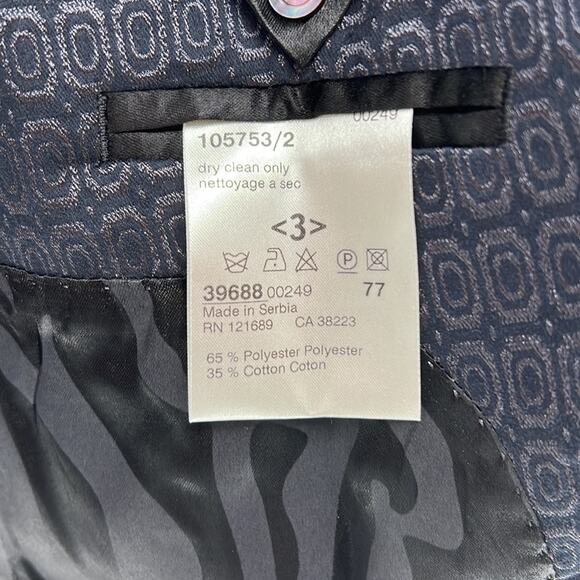 00249
105753/2
dry clean only
nettoyage a sec
<3>
P
39688 00249 77
Made in Serbia
RN 121689 CA 38223
65 % Polyester Polyester
35 % Cotton Coton